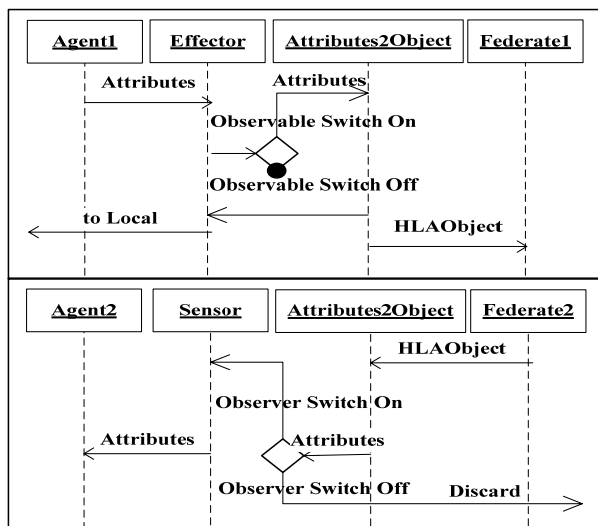 Agent1 Effector Attributes2Object Federate1
Attributes Attributes
Observable Switch On
Observable Switch Off
to Local
HLAObject
Agent2 Sensor Attributes2Object Federate2
HLAObject
Observer Switch On
Attributes Attributes
Observer Switch Off Discard